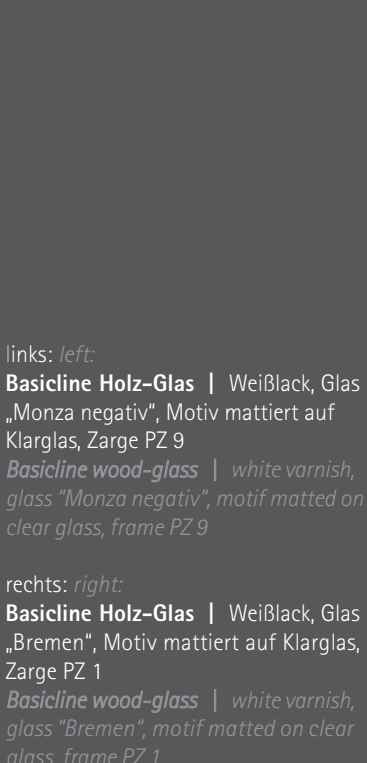 links: left:
Basicline Holz-Glas | Weißlack, Glas
„Monza negativ“, Motiv mattiert auf
Klarglas, Zarge PZ 9
Basicline wood-glass | white varnish,
glass "Monza negativ“, motif matted on
clear glass, frame PZ 9
rechts: right:
Basicline Holz-Glas | Weißlack, Glas
„Bremen“, Motiv mattiert auf Klarglas,
Zarge PZ 1
Basicline wood-glass | white varnish,
glass "Bremen“, motif matted on clear
glass, frame PZ 1